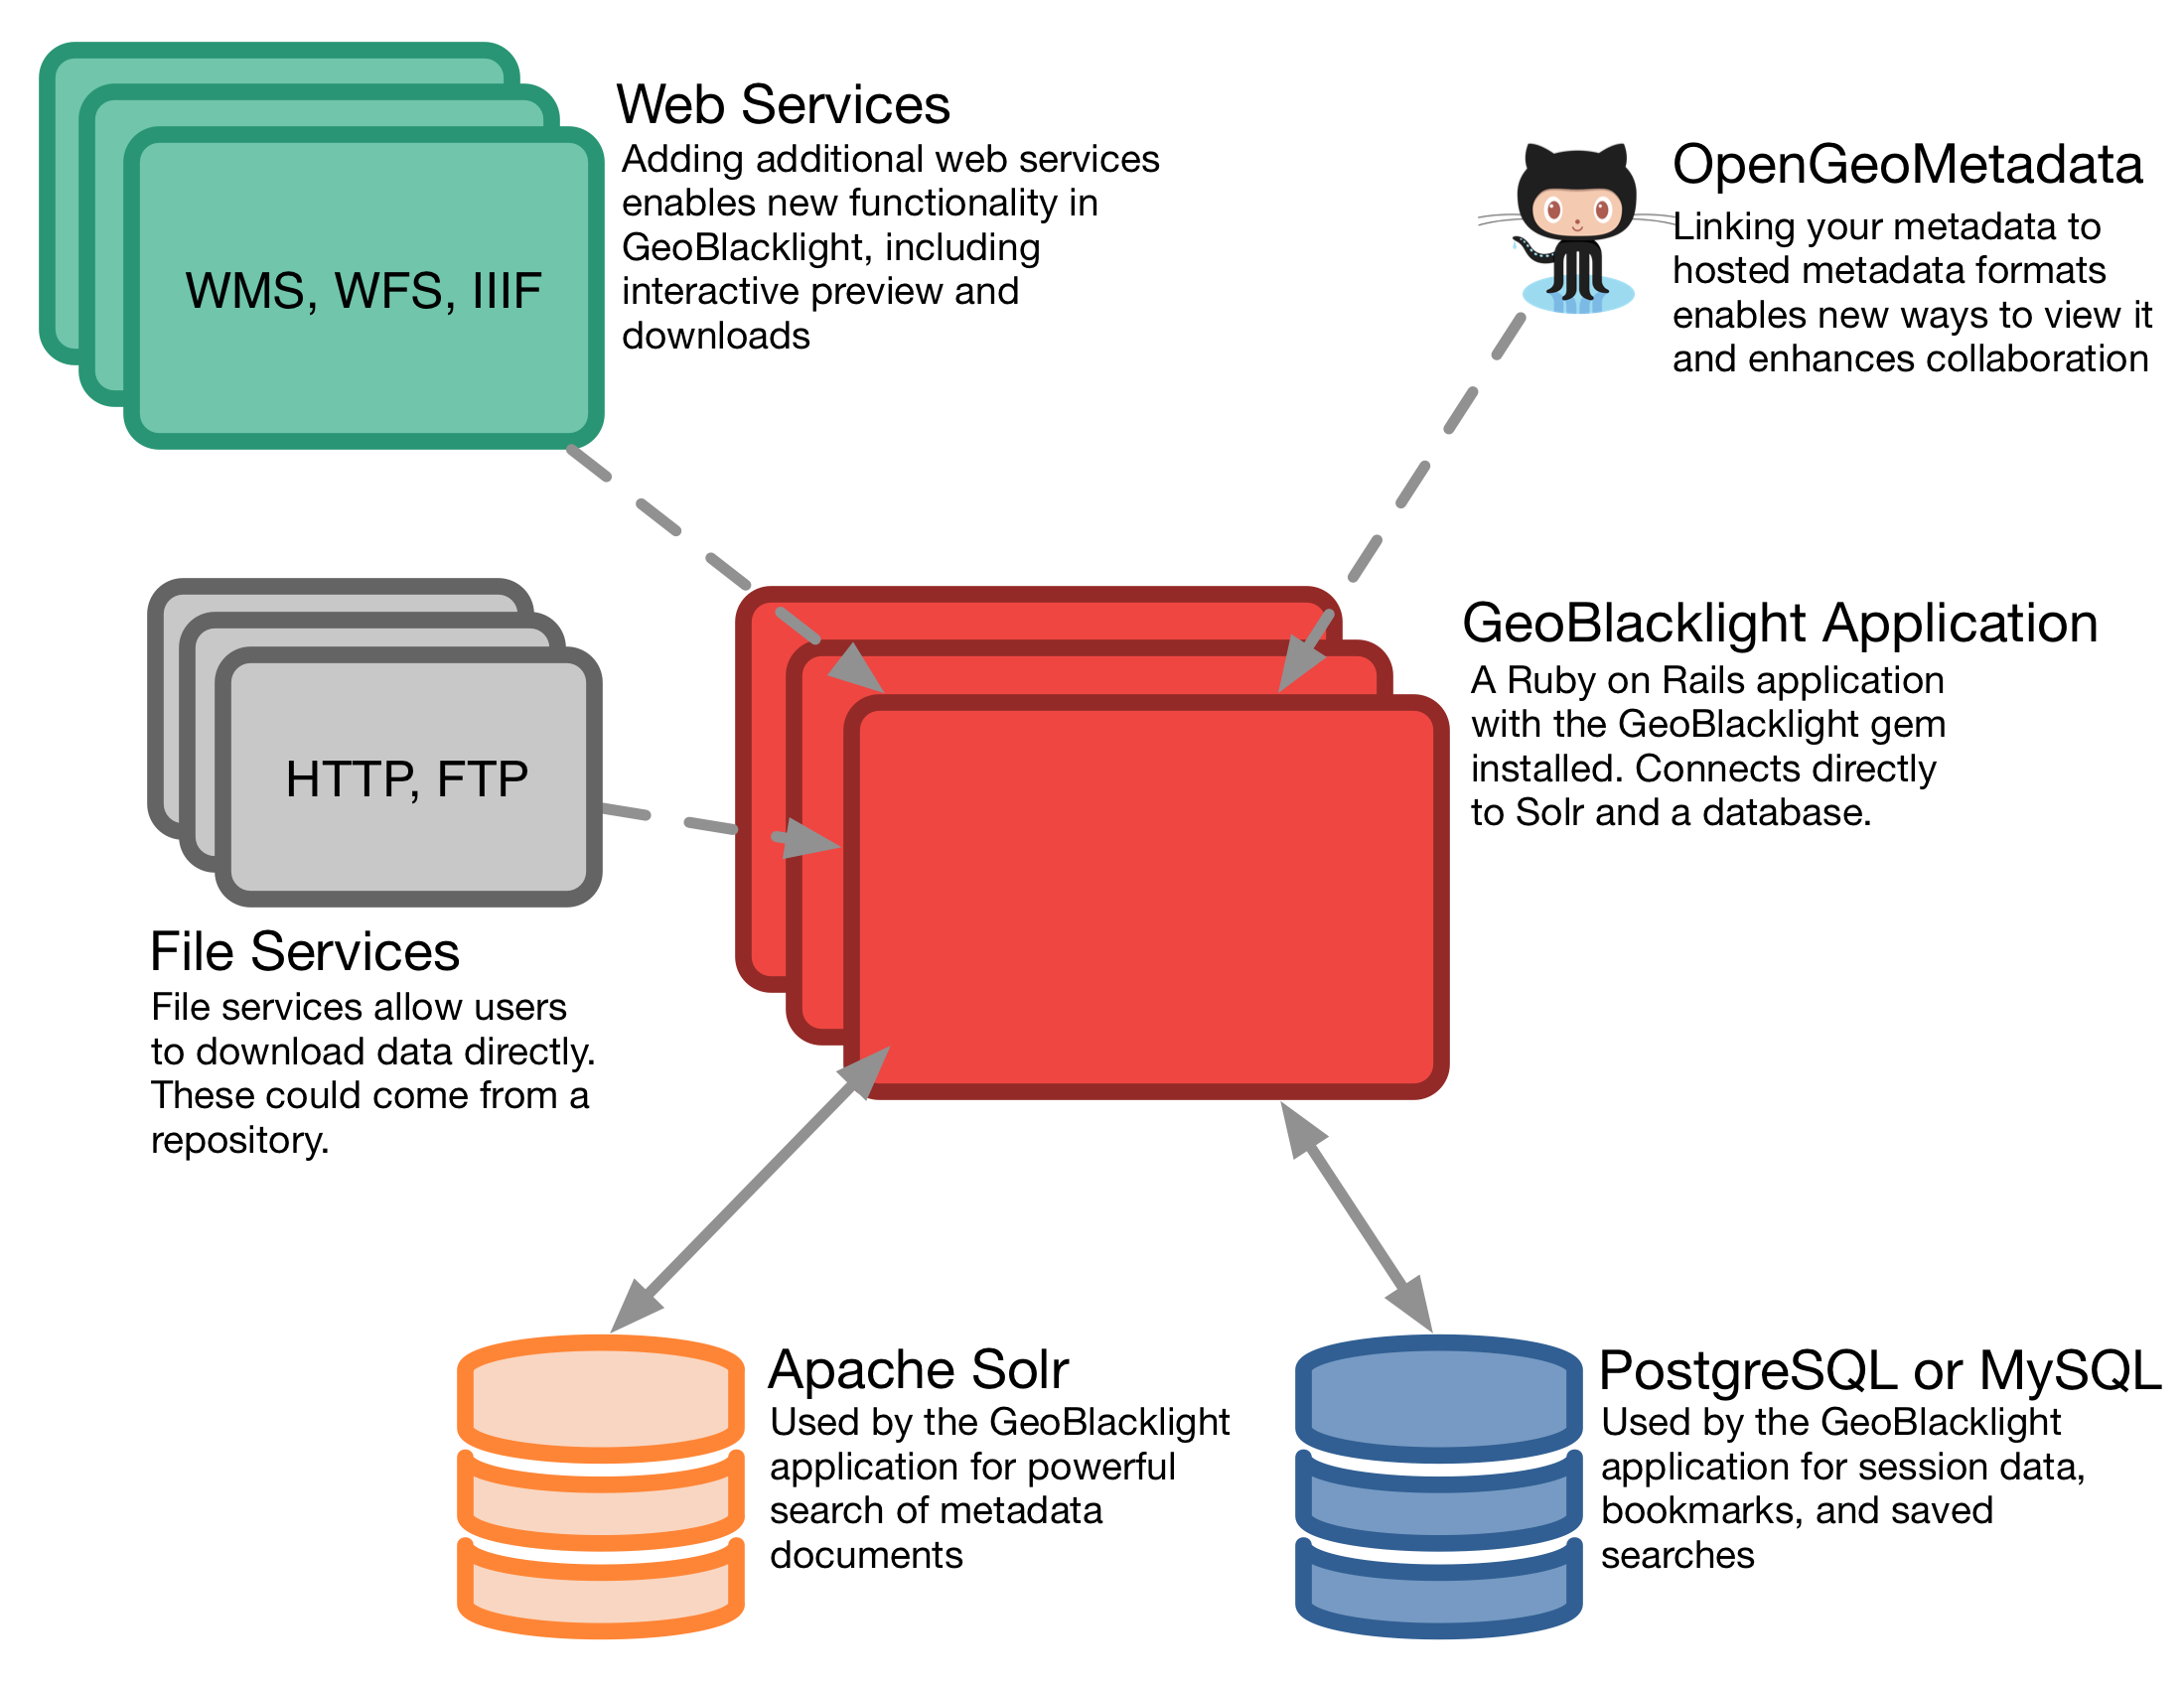 Web Services
Adding additional web services
enables new functionality in
GeoBlacklight, including
interactive preview and
downloads
WMS, WFS, IIIF
OpenGeoMetadata
Linking your metadata to
hosted metadata formats
enables new ways to view it
and enhances collaboration
HTTP, FTP
File Services
File services allow users
to download data directly.
These could come from a
repository.
GeoBlacklight Application
A Ruby on Rails application
with the GeoBlacklight gem
installed. Connects directly
to Solr and a database.
Apache Solr
Used by the GeoBlacklight
application for powerful
search of metadata
documents
PostgreSQL or MySQL
Used by the GeoBlacklight
application for session data,
bookmarks, and saved
searches